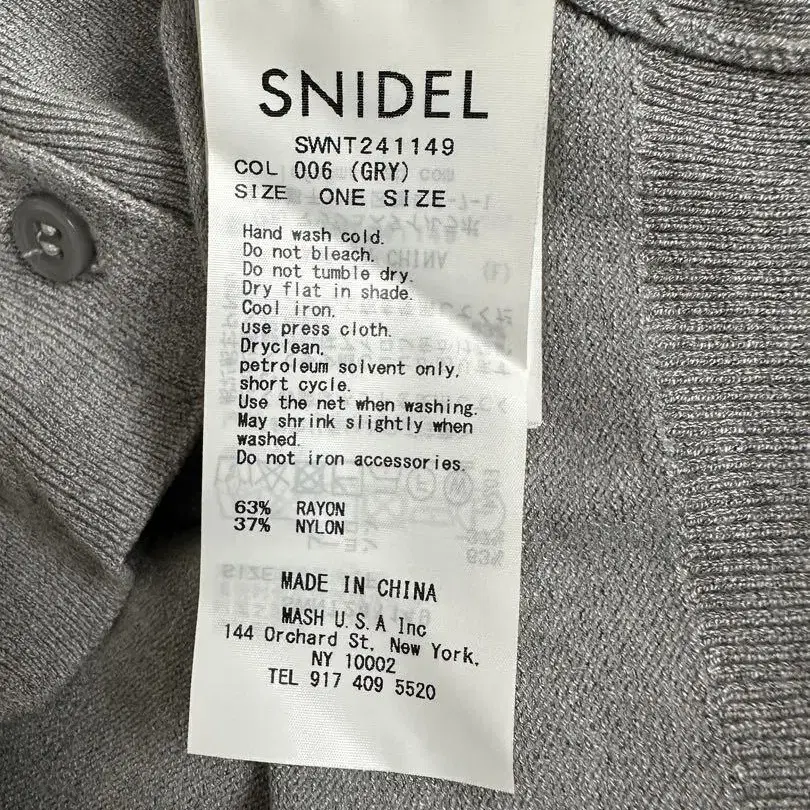 SNIDEL
SWNT241149
COL 006 (GRY)
SIZE ONE SIZE
Hand wash cold.
Do not bleach.
Do not tumble dry.
Dry flat in shade.
Cool iron.
use press cloth.
Dryclean,
petroleum solvent only,
short cycle.
Use the net when washing.
May shrink slightly when
washed.
Do not iron accessories.
63% RAYON
37% NYLON
MADE IN CHINA
MASH U.S.A Inc
144 Orchard St, New York,
NY 10002
TEL 917 409 5520